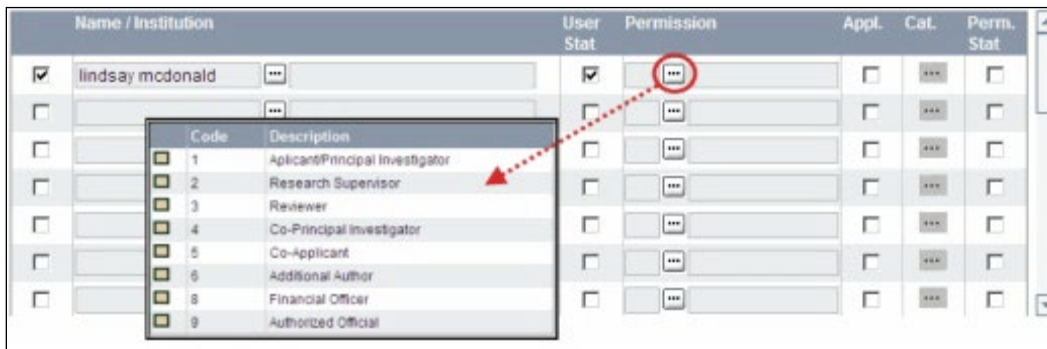 Name / Institution User Stat Permission Appl. Cat. Perm. Stat
lindsay mcdonald
Code Description
1 Aplicant/Principal Investigator
2 Research Supervisor
3 Reviewer
4 Co-Principal Investigator
5 Co-Applicant
6 Additional Author
8 Financial Officer
9 Authorized Official